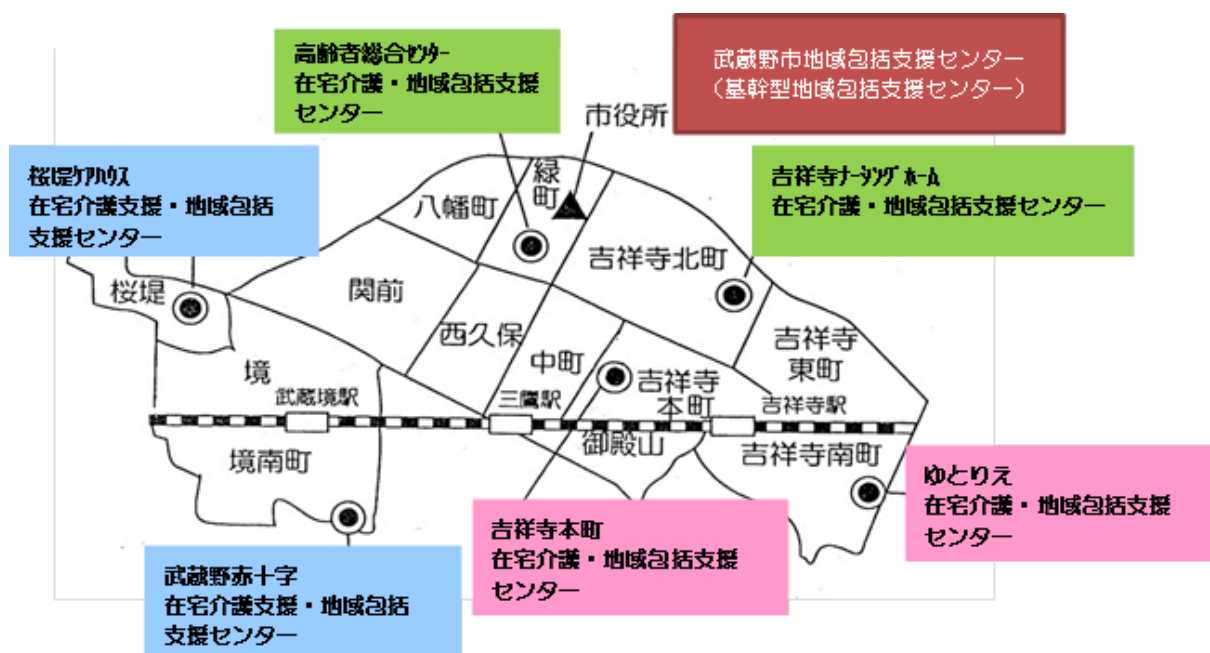 高齢者総合ｾﾝﾀｰ
在宅介護・地域包括支援
センター
武蔵野市地域包括支援センター
（基幹型地域包括支援センター）
市役所
桜堤ｹｱﾊｳｽ
在宅介護支援・地域包括
支援センター
吉祥寺ﾅｰｼﾝｸﾞﾎｰﾑ
在宅介護・地域包括支援センター
緑町
八幡町
吉祥寺北町
桜堤
関前
西久保
中町
吉祥寺
東町
境
吉祥寺
本町
武蔵境駅
三鷹駅
吉祥寺駅
境南町
御殿山
吉祥寺南町
ゆとりえ
在宅介護・地域包括支援
センター
吉祥寺本町
在宅介護・地域包括支援
センター
武蔵野赤十字
在宅介護支援・地域包括
支援センター